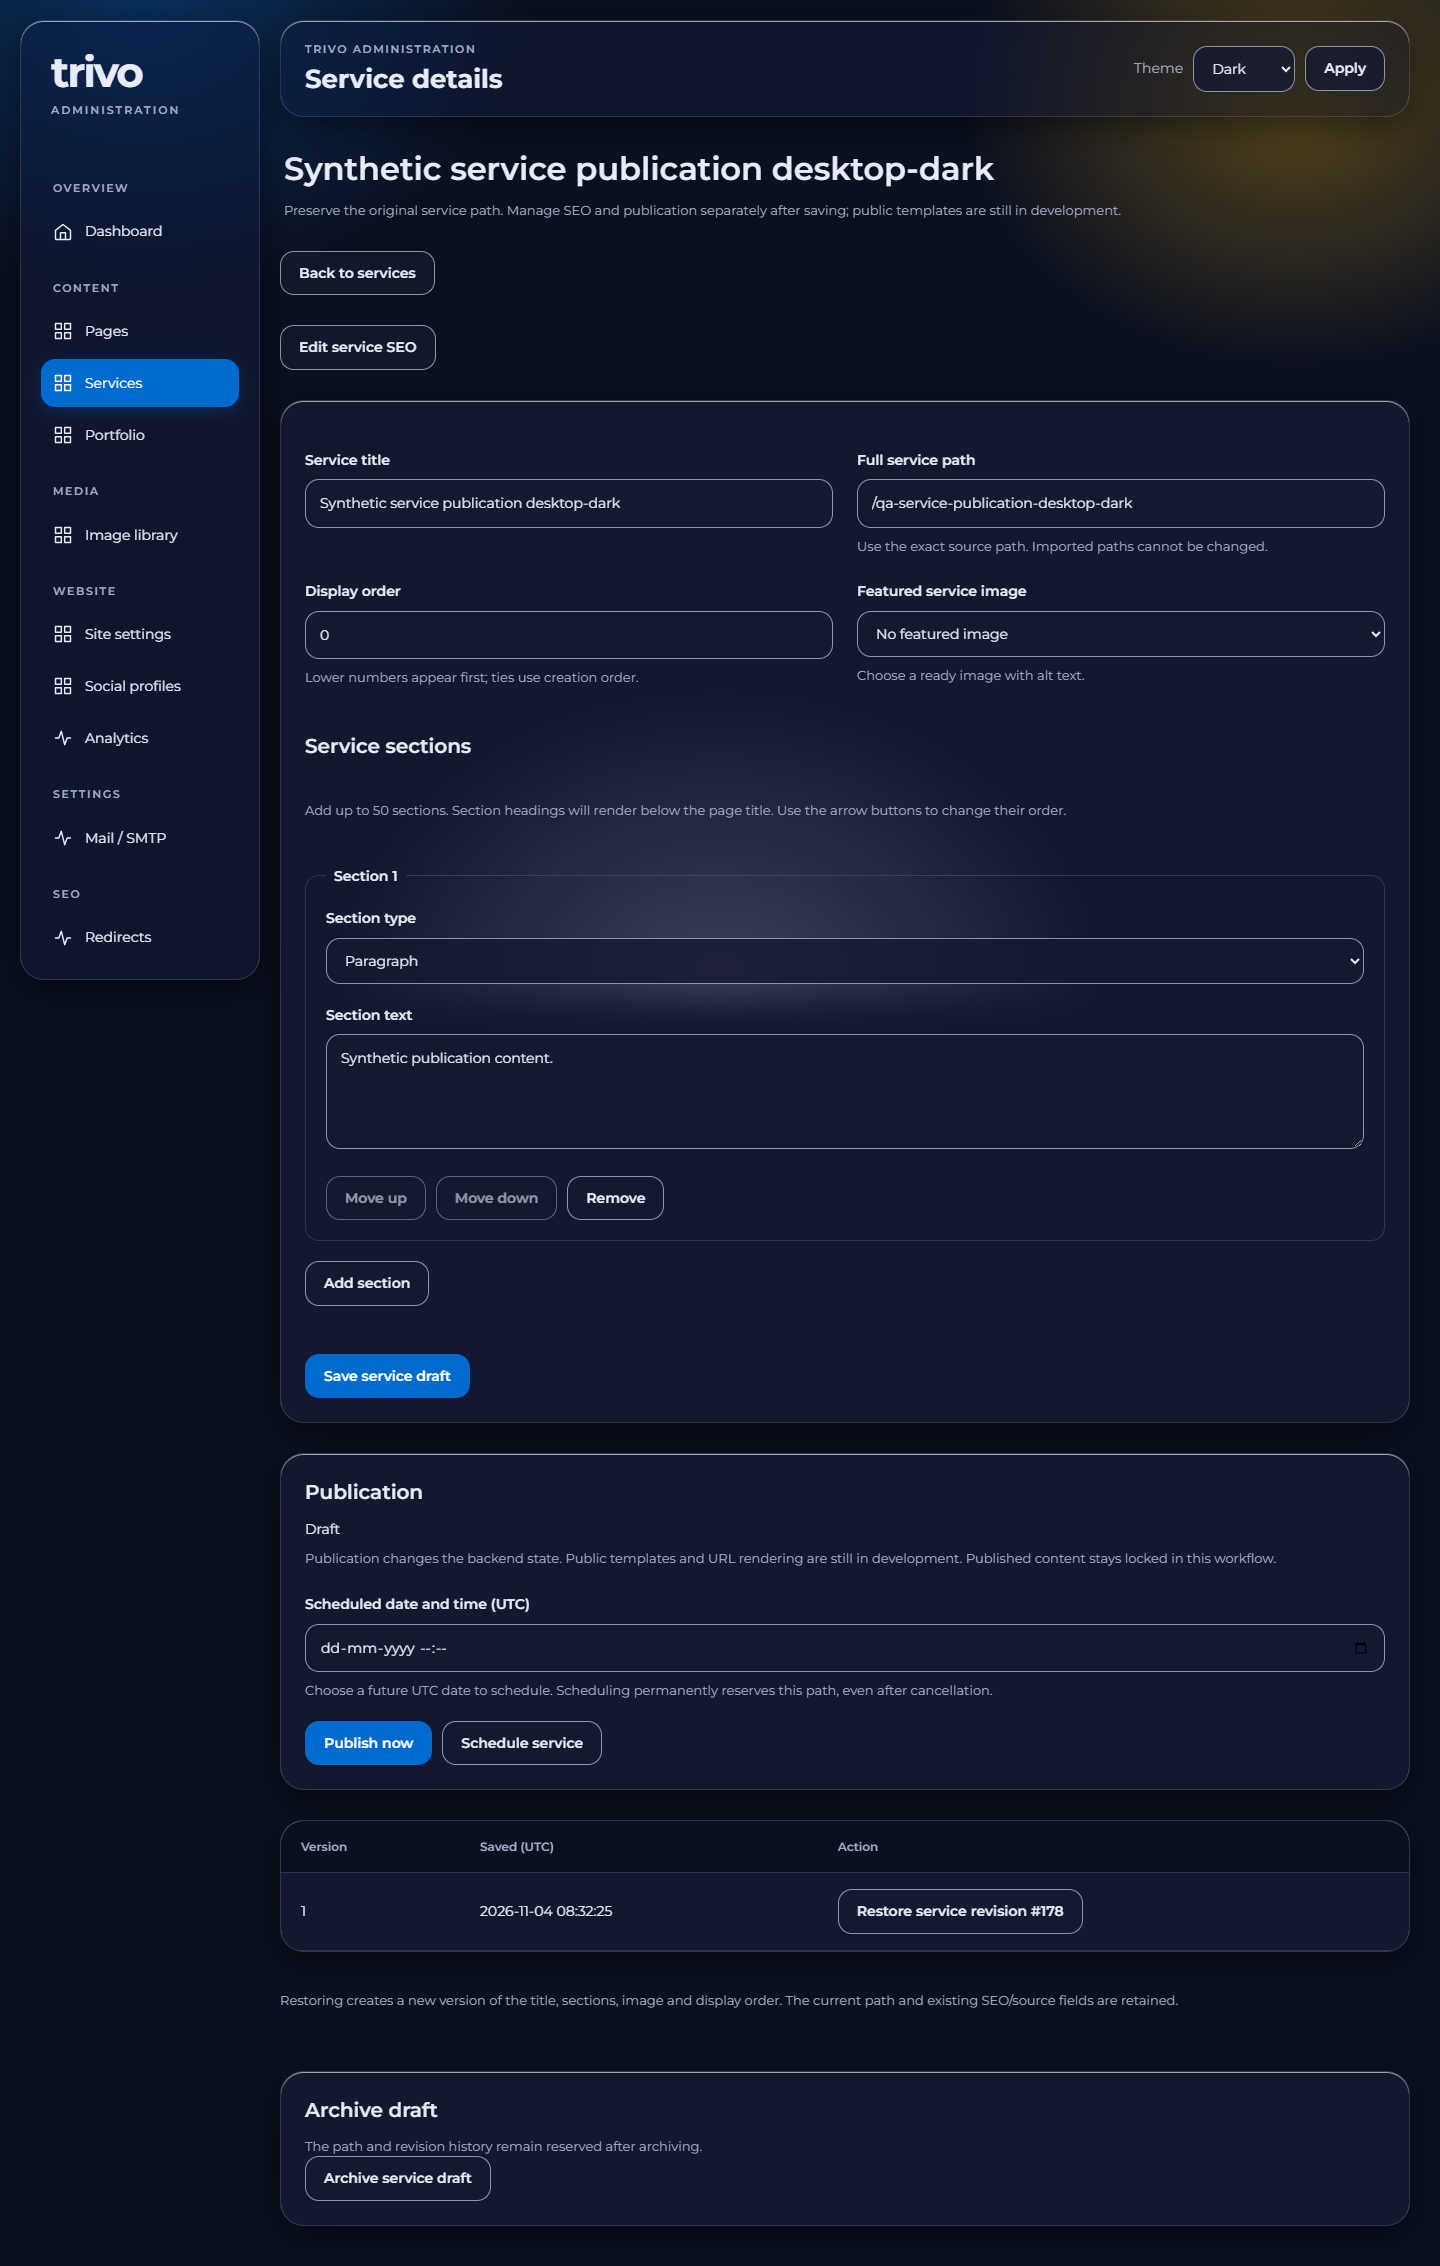 trivo
ADMINISTRATION
OVERVIEW
Dashboard
CONTENT
Pages
Services
Portfolio
MEDIA
Image library
WEBSITE
Site settings
Social profiles
Analytics
SETTINGS
Mail / SMTP
SEO
Redirects
TRIVO ADMINISTRATION
Service details
Theme
Dark
Apply
Synthetic service publication desktop-dark
Preserve the original service path. Manage SEO and publication separately after saving; public templates are still in development.
Back to services
Edit service SEO
Service title
Synthetic service publication desktop-dark
Full service path
/qa-service-publication-desktop-dark
Use the exact source path. Imported paths cannot be changed.
Display order
0
Lower numbers appear first; ties use creation order.
Featured service image
No featured image
Choose a ready image with alt text.
Service sections
Add up to 50 sections. Section headings will render below the page title. Use the arrow buttons to change their order.
Section 1
Section type
Paragraph
Section text
Synthetic publication content.
Move up
Move down
Remove
Add section
Save service draft
Publication
Draft
Publication changes the backend state. Public templates and URL rendering are still in development. Published content stays locked in this workflow.
Scheduled date and time (UTC)
dd-mm-yyyy --:--
Choose a future UTC date to schedule. Scheduling permanently reserves this path, even after cancellation.
Publish now
Schedule service
Version Saved (UTC) Action
1 2026-11-04 08:32:25 Restore service revision #178
Restoring creates a new version of the title, sections, image and display order. The current path and existing SEO/source fields are retained.
Archive draft
The path and revision history remain reserved after archiving.
Archive service draft